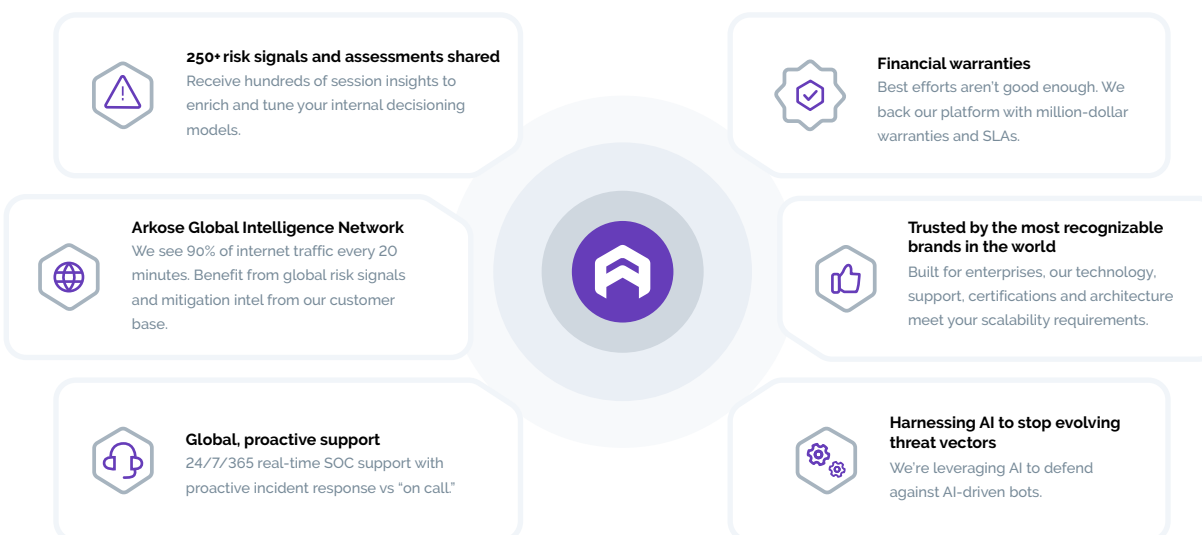 250+ risk signals and assessments shared
Receive hundreds of session insights to
enrich and tune your internal decisioning
models.
Arkose Global Intelligence Network
We see 90% of internet traffic every 20
minutes. Benefit from global risk signals
and mitigation intel from our customer
base.
Global, proactive support
24/7/365 real-time SOC support with
proactive incident response vs “on call.”
Financial warranties
Best efforts aren’t good enough. We
back our platform with million-dollar
warranties and SLAs.
Trusted by the most recognizable
brands in the world
Built for enterprises, our technology,
support, certifications and architecture
meet your scalability requirements.
Harnessing AI to stop evolving
threat vectors
We’re leveraging AI to defend
against AI-driven bots.